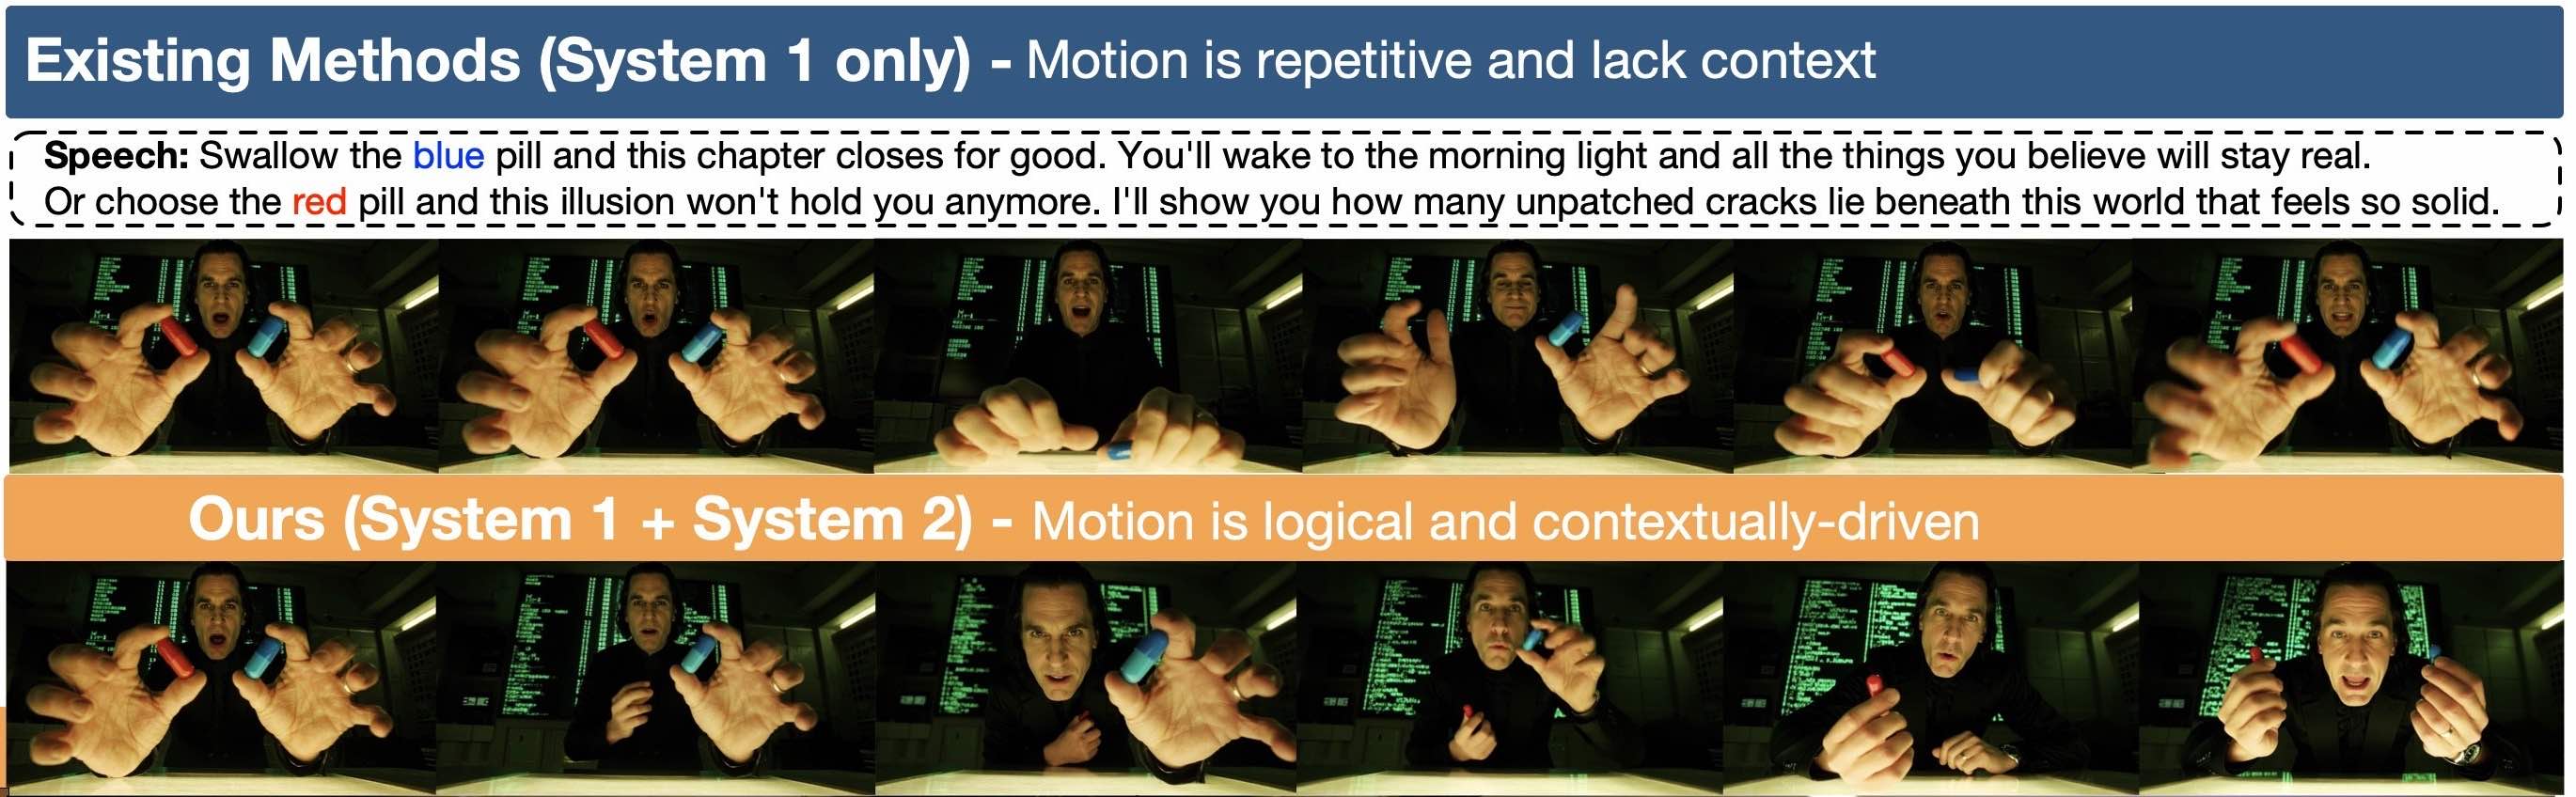 Existing Methods (System 1 only) - Motion is repetitive and lack context
Speech: Swallow the blue pill and this chapter closes for good. You'll wake to the morning light and all the things you believe will stay real.
Or choose the red pill and this illusion won't hold you anymore. I'll show you how many unpatched cracks lie beneath this world that feels so solid.
Ours (System 1 + System 2) - Motion is logical and contextually-driven